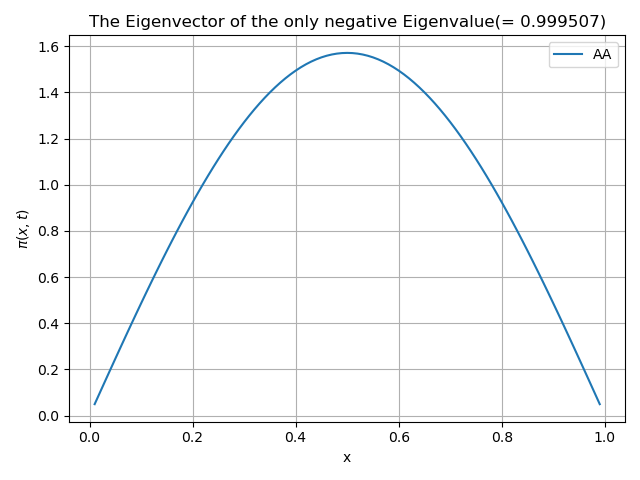 The Eigenvector of the only negative Eigenvalue(= 0.999507)
AA
1.6
1.4
1.2
1.0
0.8
0.6
0.4
0.2
0.0
π(x, t)
0.0 0.2 0.4 0.6 0.8 1.0
x